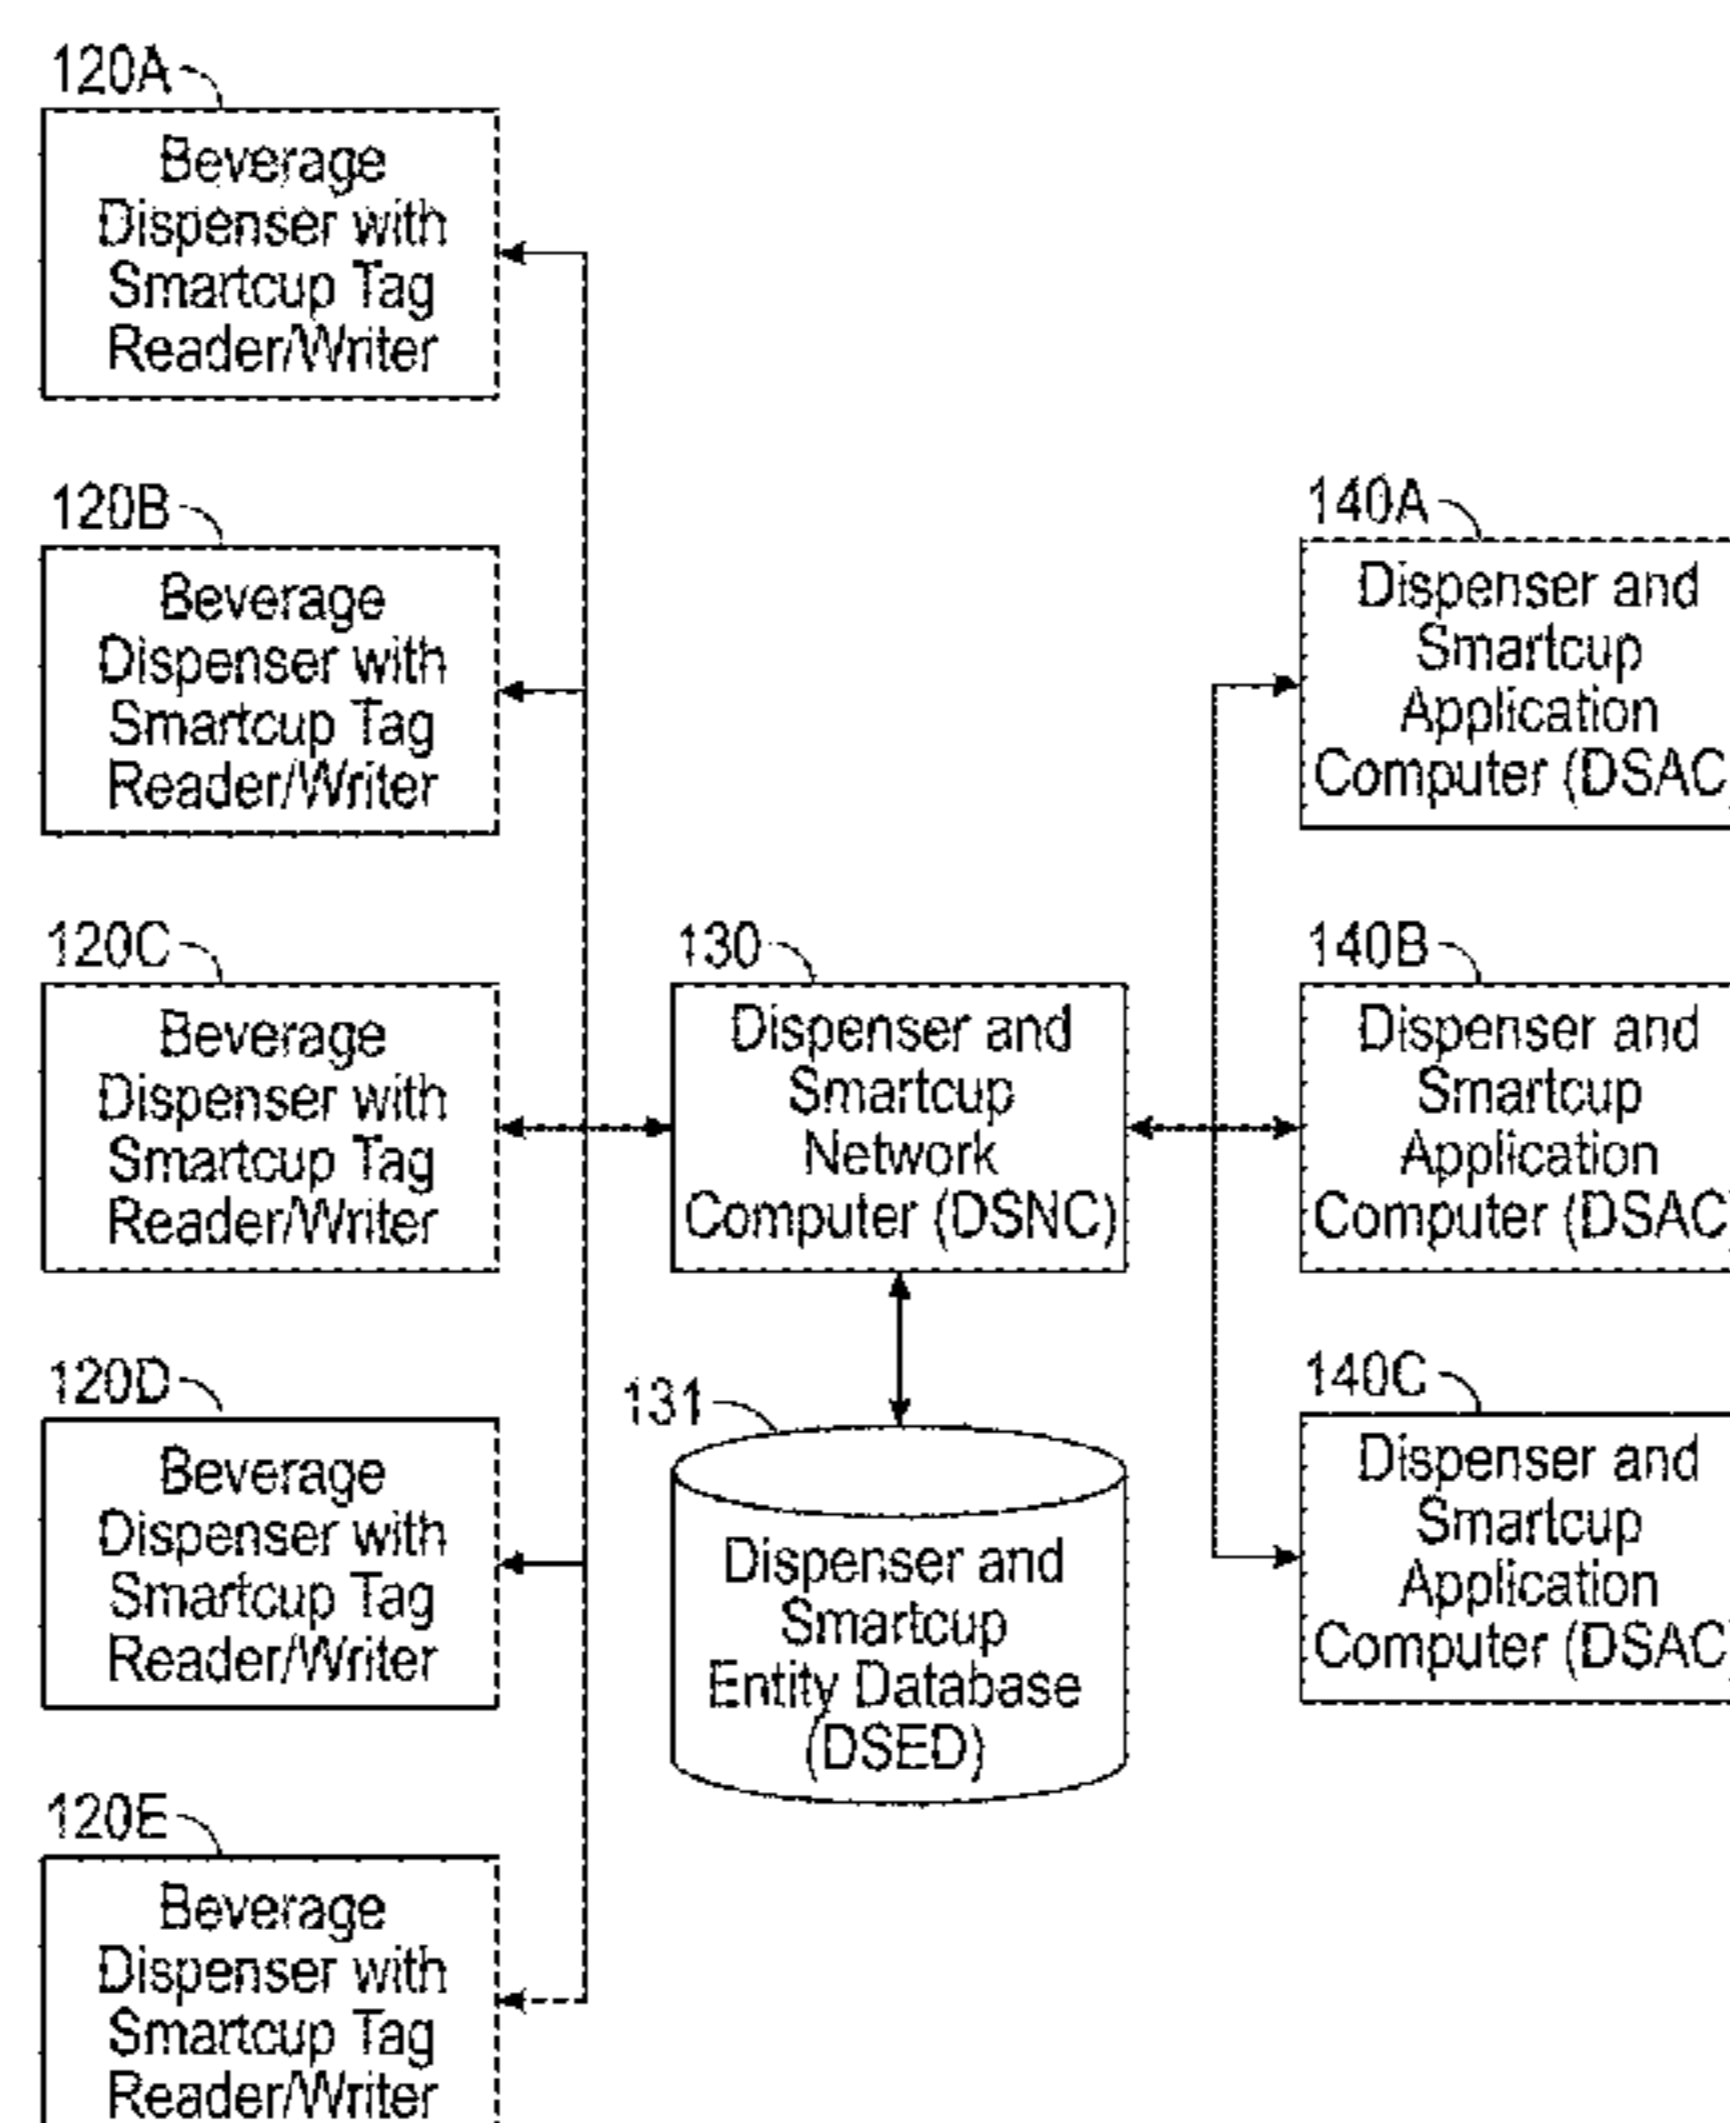 120A
Beverage
Dispenser with
Smartcup Tag
Reader/Writer
120B
Beverage
Dispenser with
Smartcup Tag
Reader/Writer
120C
Beverage
Dispenser with
Smartcup Tag
Reader/Writer
120D
Beverage
Dispenser with
Smartcup Tag
Reader/Writer
120E
Beverage
Dispenser with
Smartcup Tag
Reader/Writer
130
Dispenser and
Smartcup
Network
Computer (DSNC)
131
Dispenser and
Smartcup
Entity Database
(DSED)
140A
Dispenser and
Smartcup
Application
Computer (DSAC)
140B
Dispenser and
Smartcup
Application
Computer (DSAC)
140C
Dispenser and
Smartcup
Application
Computer (DSAC)